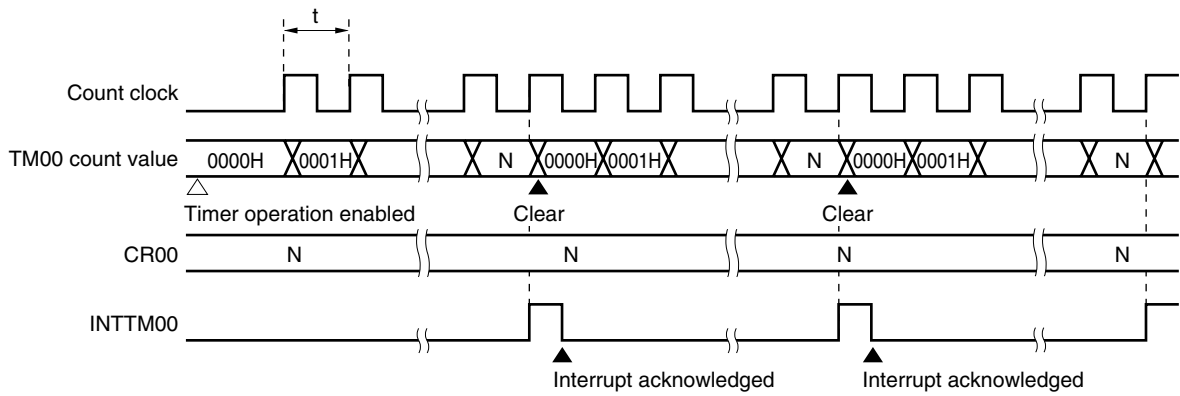 t
Count clock
TM00 count value 0000H 0001H N 0000H 0001H N 0000H 0001H N
Timer operation enabled Clear Clear
CR00 N N N N
INTTM00
Interrupt acknowledged Interrupt acknowledged